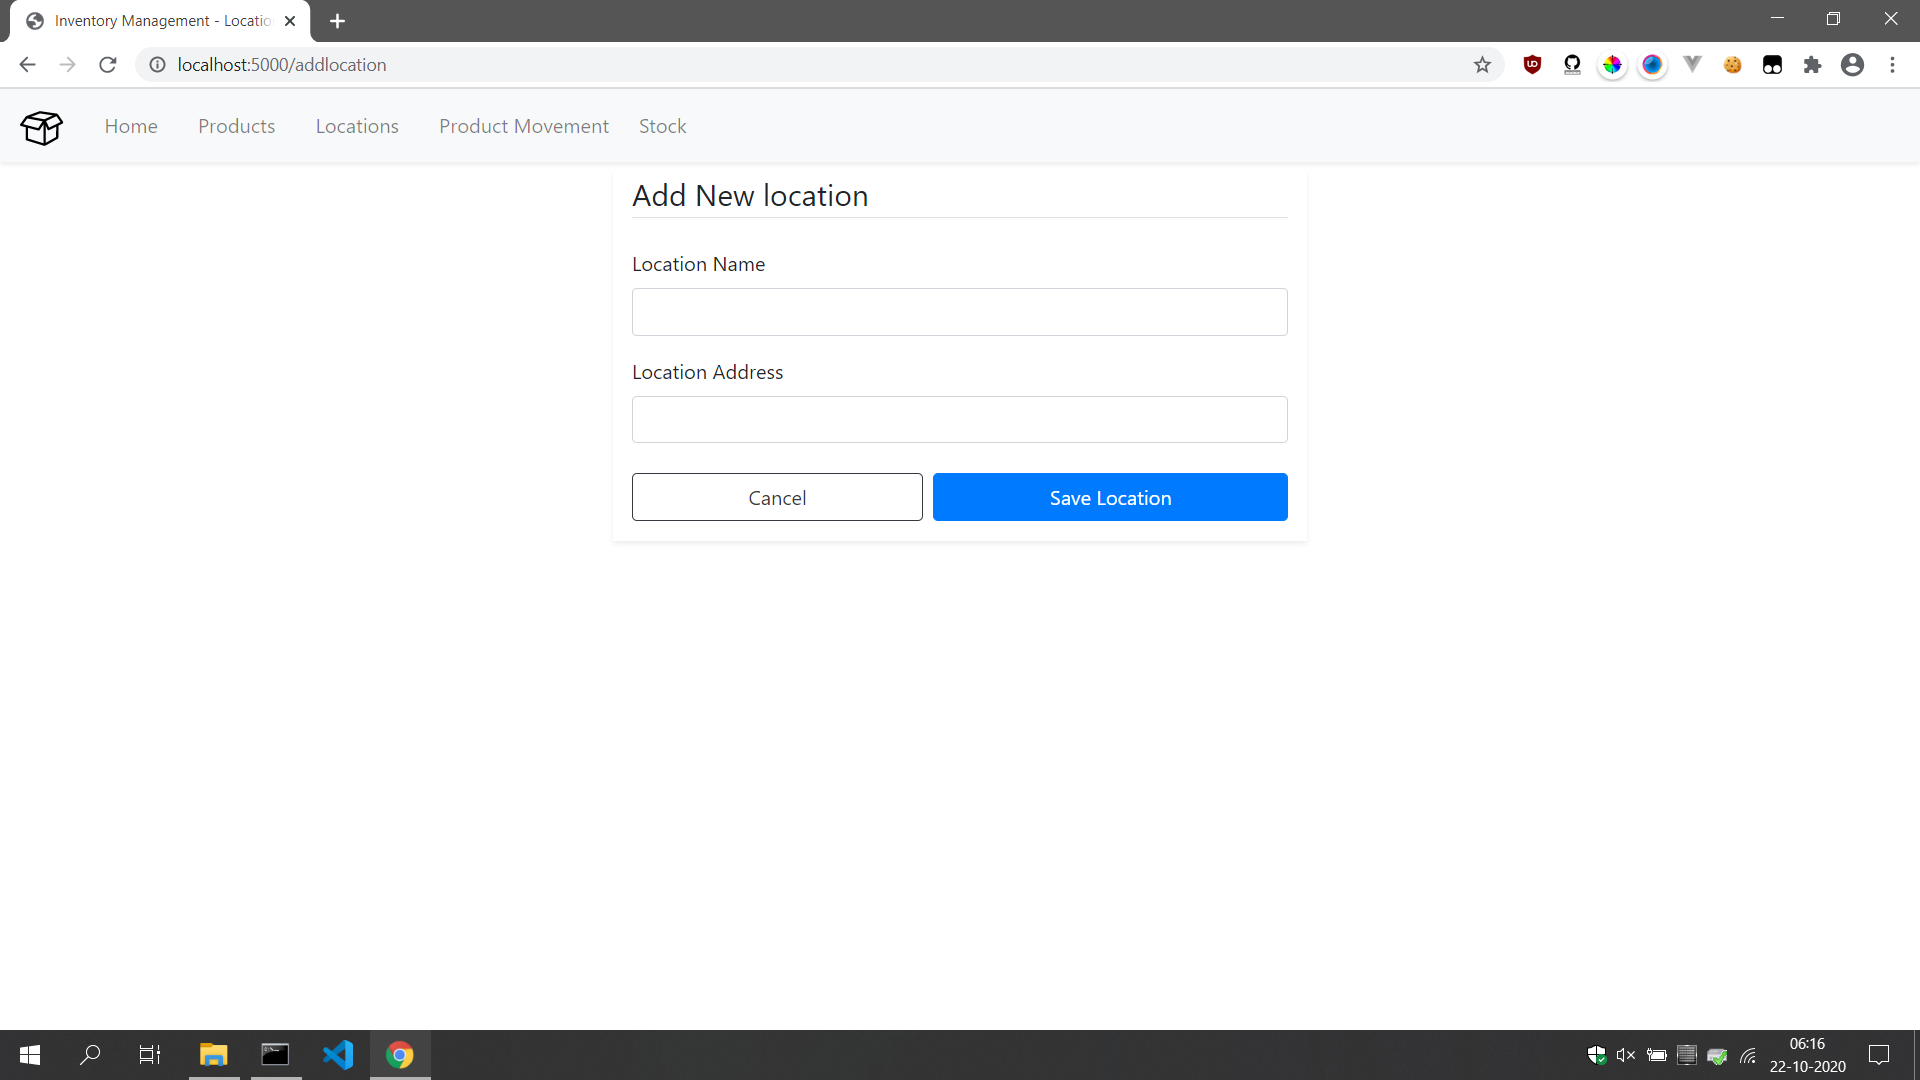 Inventory Management - Locatio
localhost:5000/addlocation
Home Products Locations Product Movement Stock
Add New location
Location Name
Location Address
Cancel Save Location
06:16
22-10-2020